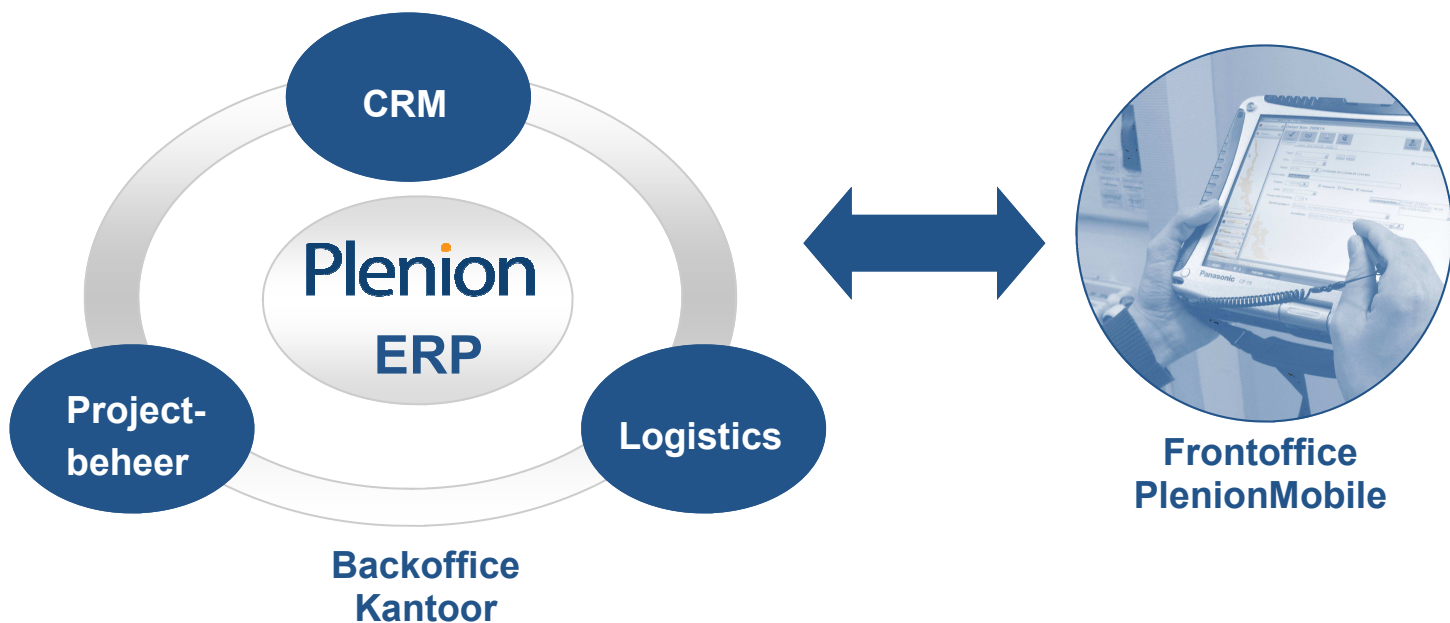 CRM
Plenion
ERP
Project-
beheer
Logistics
Backoffice
Kantoor
Panasonic
Frontoffice
PlenionMobile